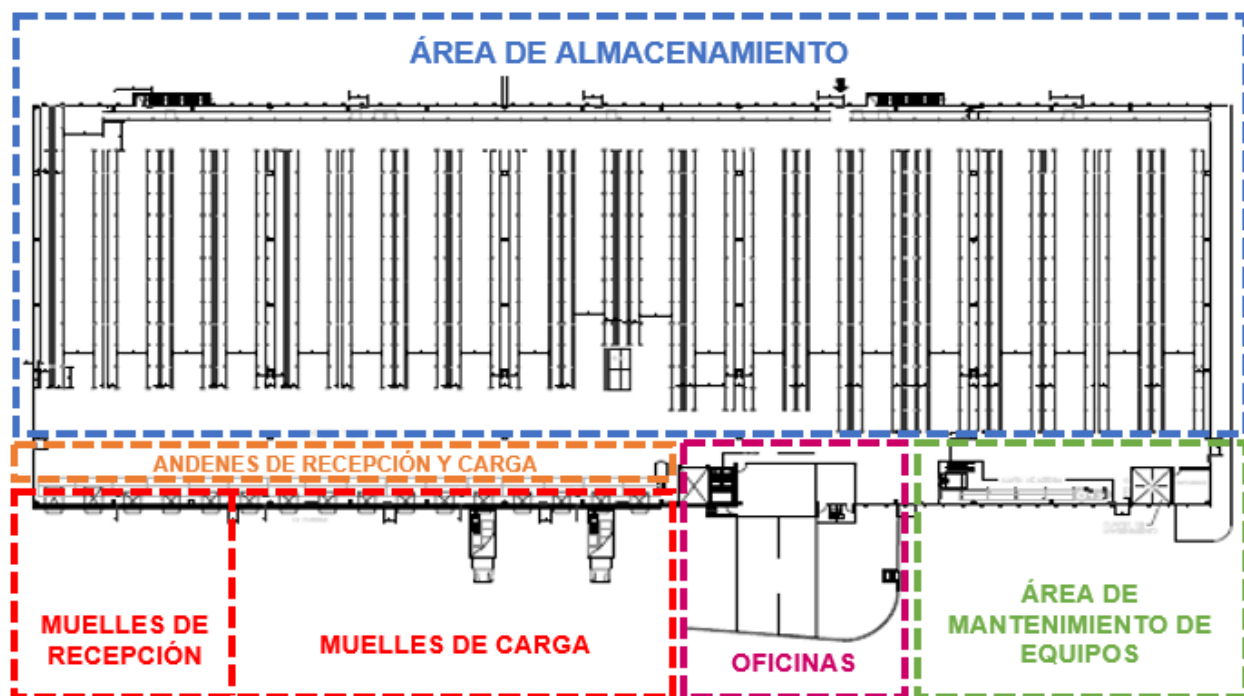 ÁREA DE ALMACENAMIENTO
ANDENES DE RECEPCIÓN Y CARGA
MUELLES DE
RECEPCIÓN
MUELLES DE CARGA
OFICINAS
ÁREA DE
MANTENIMIENTO DE
EQUIPOS